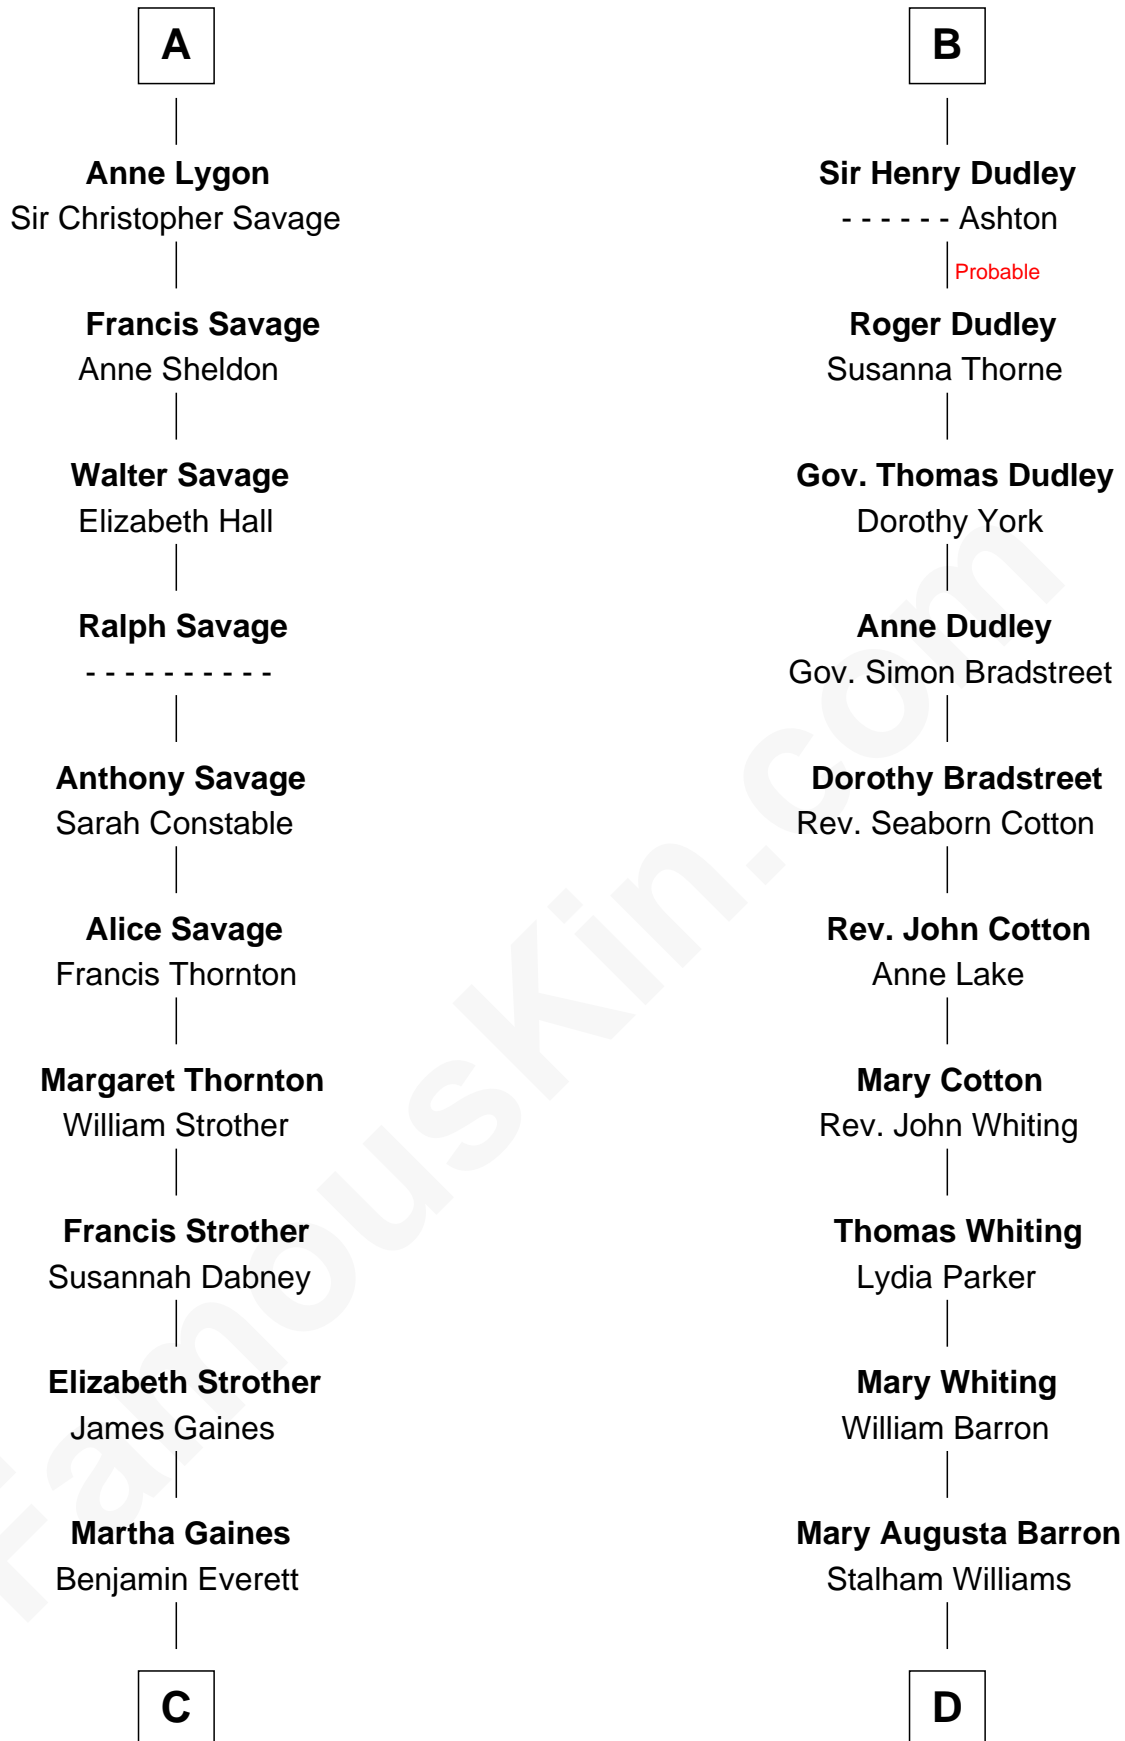 A
Anne Lygon
Sir Christopher Savage
Francis Savage
Anne Sheldon
Walter Savage
Elizabeth Hall
Ralph Savage
- - - - - - - - - -
Anthony Savage
Sarah Constable
Alice Savage
Francis Thornton
Margaret Thornton
William Strother
Francis Strother
Susannah Dabney
Elizabeth Strother
James Gaines
Martha Gaines
Benjamin Everett
C
B
Sir Henry Dudley
- - - - - - Ashton
Probable
Roger Dudley
Susanna Thorne
Gov. Thomas Dudley
Dorothy York
Anne Dudley
Gov. Simon Bradstreet
Dorothy Bradstreet
Rev. Seaborn Cotton
Rev. John Cotton
Anne Lake
Mary Cotton
Rev. John Whiting
Thomas Whiting
Lydia Parker
Mary Whiting
William Barron
Mary Augusta Barron
Stalham Williams
D
FamousKin.com